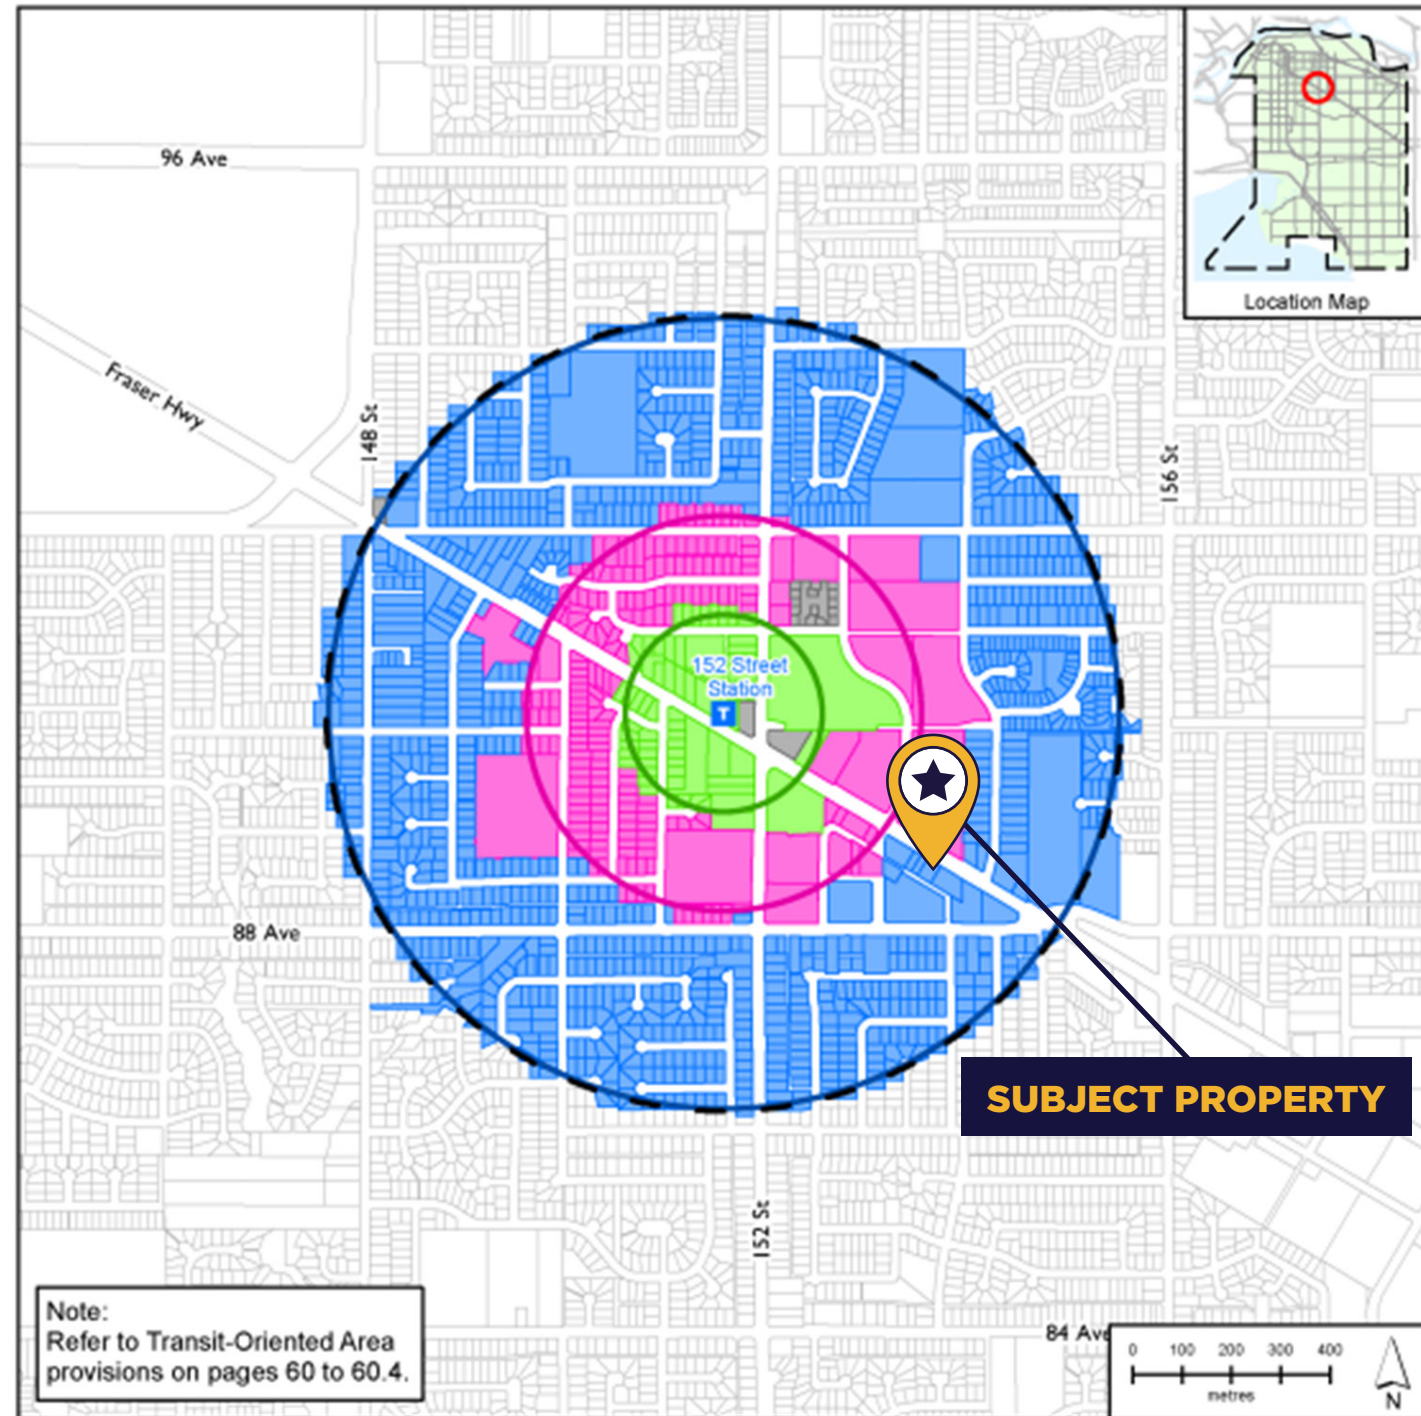 96 Ave
Location Map
Fraser Hwy
148 St
156 St
152 Street
Station
T
88 Ave
SUBJECT PROPERTY
152 St
Note:
Refer to Transit-Oriented Area
provisions on pages 60 to 60.4.
84 Ave
0 100 200 300 400
metres
N